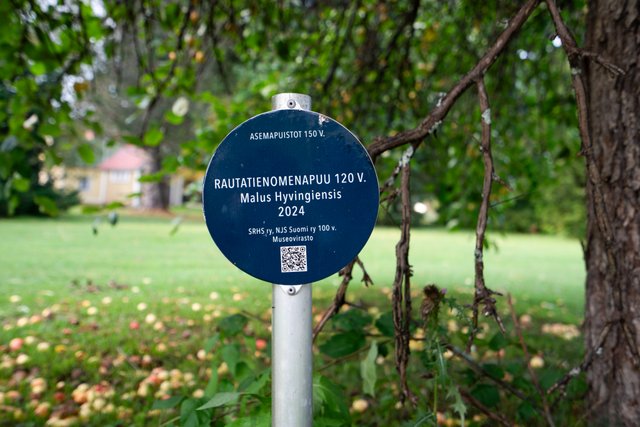 ASEMAPUISTOT 150 V.
RAUTATIENOMENAPUU 120 V.
Malus Hyvingiensis
2024
SRHS ry, NJS Suomi ry 100 v.
Museovirasto